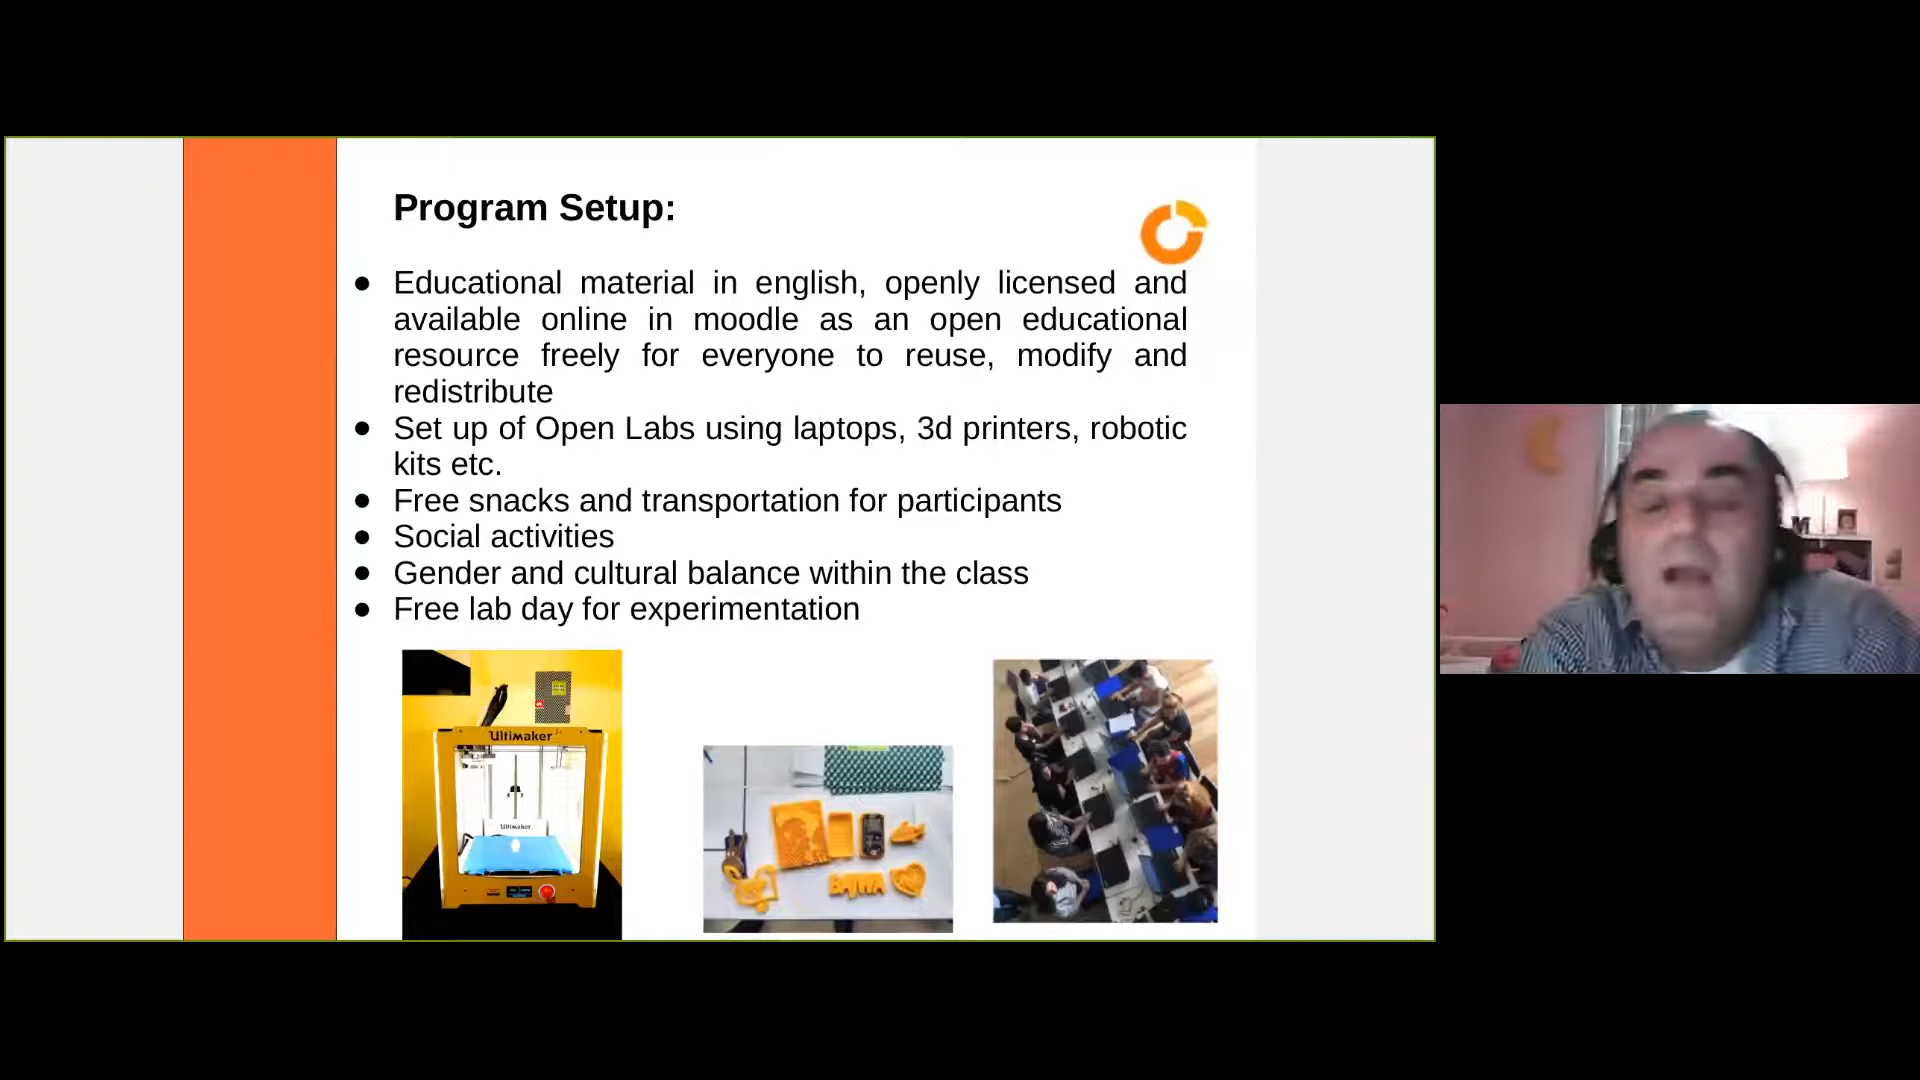 Program Setup:
● Educational material in english, openly licensed and
available online in moodle as an open educational
resource freely for everyone to reuse, modify and
redistribute
● Set up of Open Labs using laptops, 3d printers, robotic
kits etc.
● Free snacks and transportation for participants
● Social activities
● Gender and cultural balance within the class
● Free lab day for experimentation
Ultimaker
Ultimaker